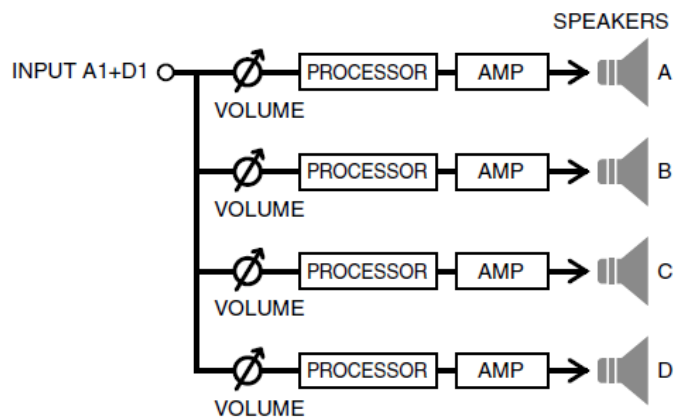 SPEAKERS
INPUT A1+D1
PROCESSOR
AMP
A
VOLUME
PROCESSOR
AMP
B
VOLUME
PROCESSOR
AMP
C
VOLUME
PROCESSOR
AMP
D
VOLUME